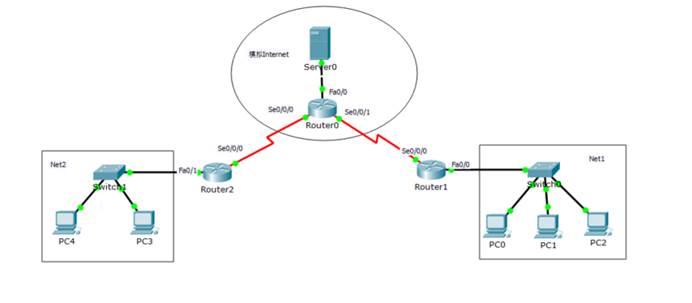 模拟Internet
Server0
Fa0/0
Se0/0/0
Se0/0/1
Router0
Se0/0/0
Se0/0/0
Net2
Fa0/1
Fa0/0
Net1
Switch1
Router2
Router1
Switch0
PC4
PC3
PC0
PC1
PC2